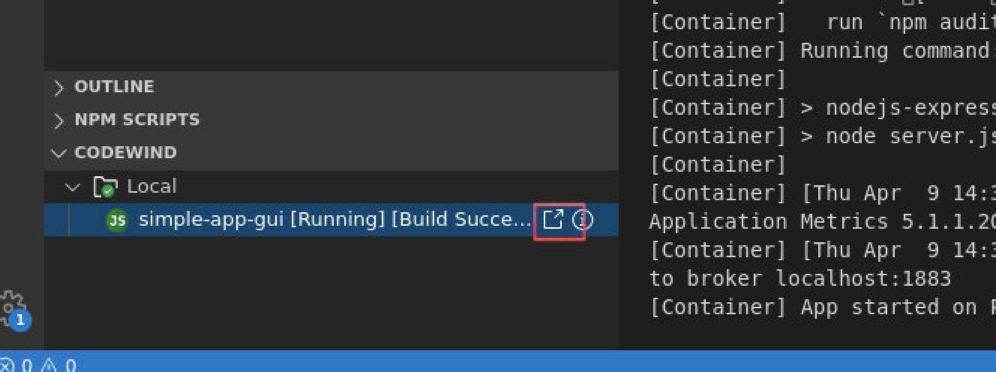 OUTLINE
NPM SCRIPTS
CODEWIND
Local
JS simple-app-gui [Running] [Build Succe...
1
0 0
[Container] run `npm audit
[Container] Running command
[Container]
[Container] > nodejs-express
[Container] > node server.js
[Container]
[Container] [Thu Apr 9 14:3
Application Metrics 5.1.1.20
[Container] [Thu Apr 9 14:3
to broker localhost:1883
[Container] App started on